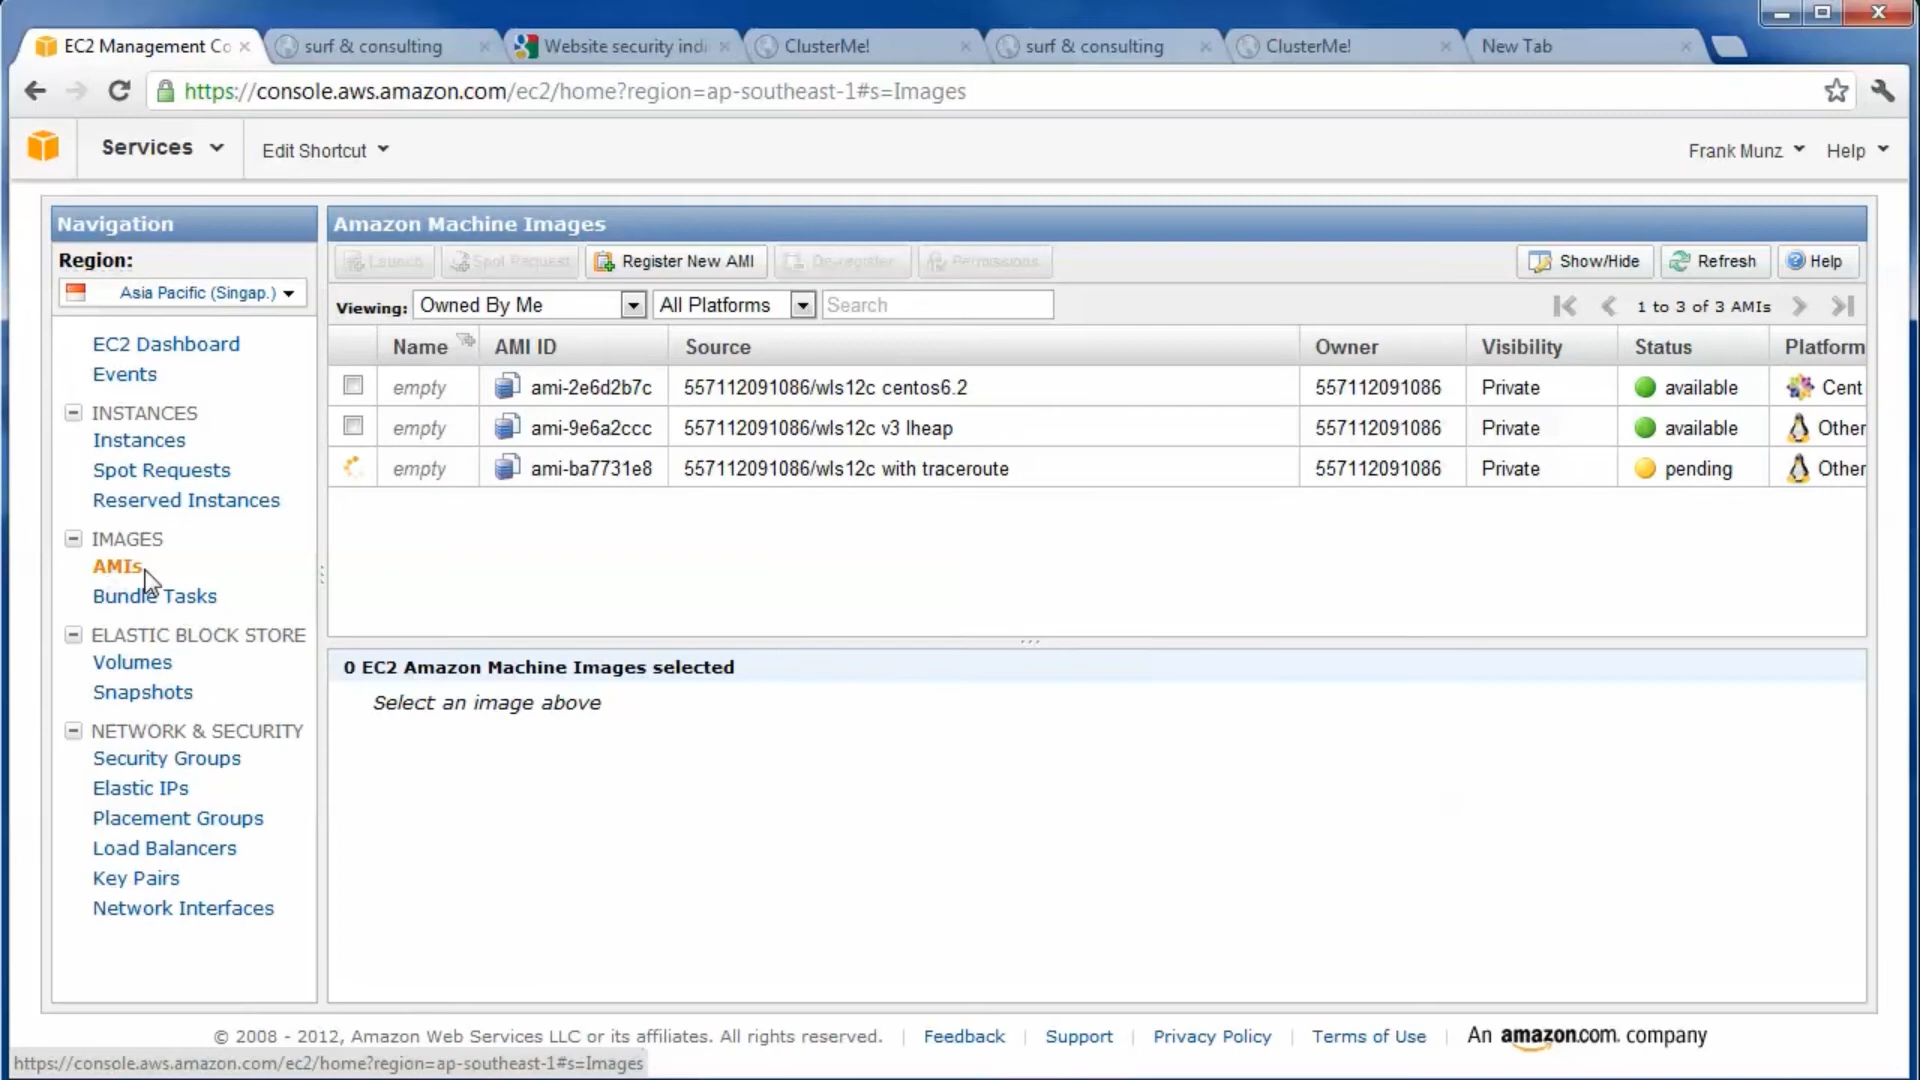 EC2 Management Co
surf & consulting
Website security indi
ClusterMe!
surf & consulting
ClusterMe!
New Tab
https://console.aws.amazon.com/ec2/home?region=ap-southeast-1#s=Images
Services
Edit Shortcut
Frank Munz
Help
Navigation
Region:
Asia Pacific (Singap.)
EC2 Dashboard
Events
INSTANCES
Instances
Spot Requests
Reserved Instances
IMAGES
AMIs
Bundle Tasks
ELASTIC BLOCK STORE
Volumes
Snapshots
NETWORK & SECURITY
Security Groups
Elastic IPs
Placement Groups
Load Balancers
Key Pairs
Network Interfaces
Amazon Machine Images
Launch Spot Request Register New AMI De-register Permissions Show/Hide Refresh Help
Viewing: Owned By Me All Platforms Search 1 to 3 of 3 AMIs
Name AMI ID Source Owner Visibility Status Platform
empty ami-2e6d2b7c 557112091086/wls12c centos6.2 557112091086 Private available Cent
empty ami-9e6a2ccc 557112091086/wls12c v3 lheap 557112091086 Private available Other
empty ami-ba7731e8 557112091086/wls12c with traceroute 557112091086 Private pending Other
0 EC2 Amazon Machine Images selected
Select an image above
© 2008 - 2012, Amazon Web Services LLC or its affiliates. All rights reserved. | Feedback | Support | Privacy Policy | Terms of Use | An amazon.com. company
https://console.aws.amazon.com/ec2/home?region=ap-southeast-1#s=Images